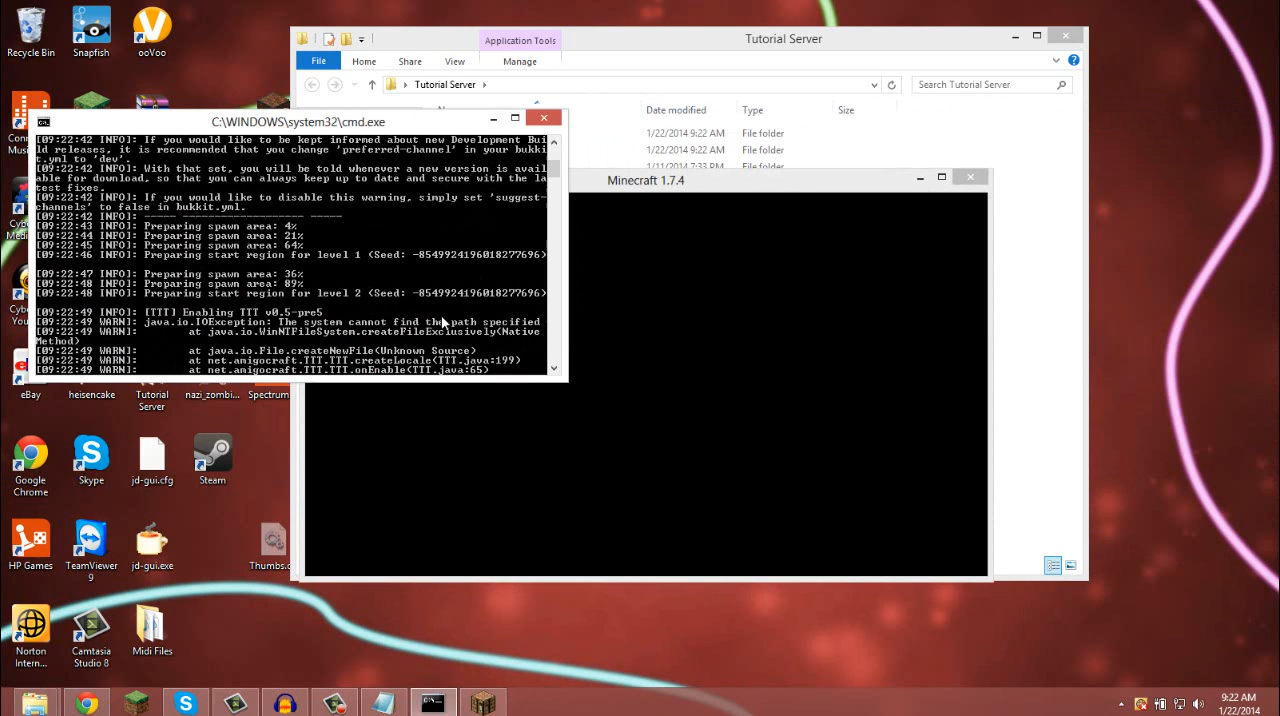 Recycle Bin
Snapfish
ooVoo
Application Tools
Tutorial Server
File
Home
Share
View
Manage
Tutorial Server
Search Tutorial Server
Date modified
Type
Size
1/22/2014 9:22 AM
File folder
1/22/2014 9:22 AM
File folder
1/11/2014 7:33 AM
File folder
C:\WINDOWS\system32\cmd.exe
[09:22:42 INFO]: If you would like to be kept informed about new Development Bui
ld releases, it is recommended that you change 'preferred-channel' in your bukki
t.yml to 'dev'.
[09:22:42 INFO]: With that set, you will be told whenever a new version is avail
able for download, so that you can always keep up to date and secure with the la
test fixes.
[09:22:42 INFO]: If you would like to disable this warning, simply set 'suggest-
channels' to false in bukkit.yml.
[09:22:42 INFO]: ----- ------------------- -----
[09:22:43 INFO]: Preparing spawn area: 4%
[09:22:44 INFO]: Preparing spawn area: 21%
[09:22:45 INFO]: Preparing spawn area: 64%
[09:22:46 INFO]: Preparing start region for level 1 (Seed: -8549924196018277696)
[09:22:47 INFO]: Preparing spawn area: 36%
[09:22:48 INFO]: Preparing spawn area: 89%
[09:22:48 INFO]: Preparing start region for level 2 (Seed: -8549924196018277696)
[09:22:49 INFO]: [TTT] Enabling TTT v0.5-pre5
[09:22:49 WARN]: java.io.IOException: The system cannot find the path specified
[09:22:49 WARN]: at java.io.WinNTFileSystem.createFileExclusively(Native
Method)
[09:22:49 WARN]: at java.io.File.createNewFile(Unknown Source)
[09:22:49 WARN]: at net.amigocraft.TTT.TTT.createLocale(TTT.java:199)
[09:22:49 WARN]: at net.amigocraft.TTT.TTT.onEnable(TTT.java:65)
Minecraft 1.7.4
eBay
heisencake
Tutorial
Server
nazi_zombi...
Spectrum
Google
Chrome
Skype
jd-gui.cfg
Steam
HP Games
TeamViewer
9
jd-gui.exe
Norton
Intern...
Camtasia
Studio 8
Midi Files
9:22 AM
1/22/2014